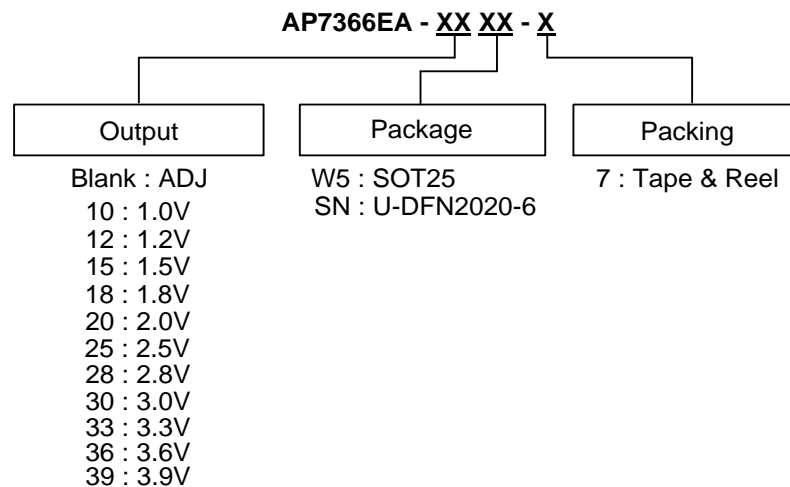 AP7366EA - XX XX - X
Output
Package
Packing
Blank : ADJ
10 : 1.0V
12 : 1.2V
15 : 1.5V
18 : 1.8V
20 : 2.0V
25 : 2.5V
28 : 2.8V
30 : 3.0V
33 : 3.3V
36 : 3.6V
39 : 3.9V
W5 : SOT25
SN : U-DFN2020-6
7 : Tape & Reel